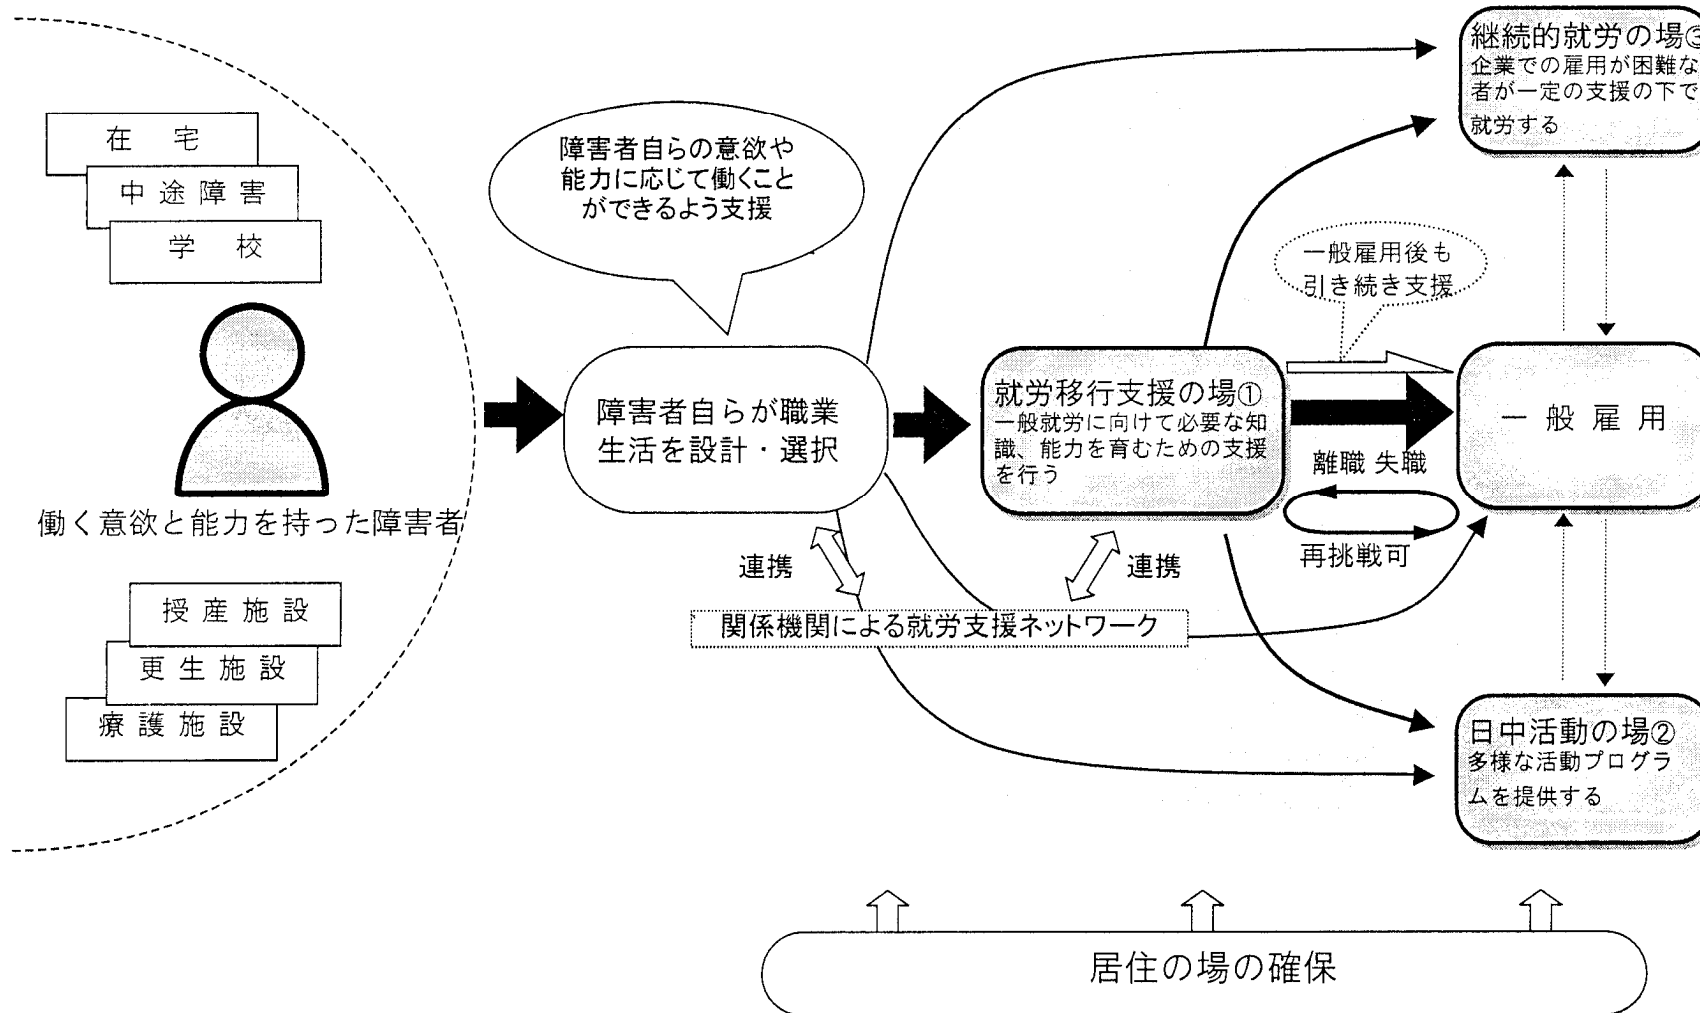 在 宅
中 途 障 害
学 校
働く意欲と能力を持った障害者
授 産 施 設
更 生 施 設
療 護 施 設
障害者自らの意欲や
能力に応じて働くこと
ができるよう支援
障害者自らが職業
生活を設計・選択
連携
連携
関係機関による就労支援ネットワーク
就労移行支援の場①
一般就労に向けて必要な知
識、能力を育むための支援
を行う
一般雇用後も
引き続き支援
離職 失職
再挑戦可
継続的就労の場③
企業での雇用が困難な
者が一定の支援の下で
就労する
一 般 雇 用
日中活動の場②
多様な活動プログラ
ムを提供する
居住の場の確保